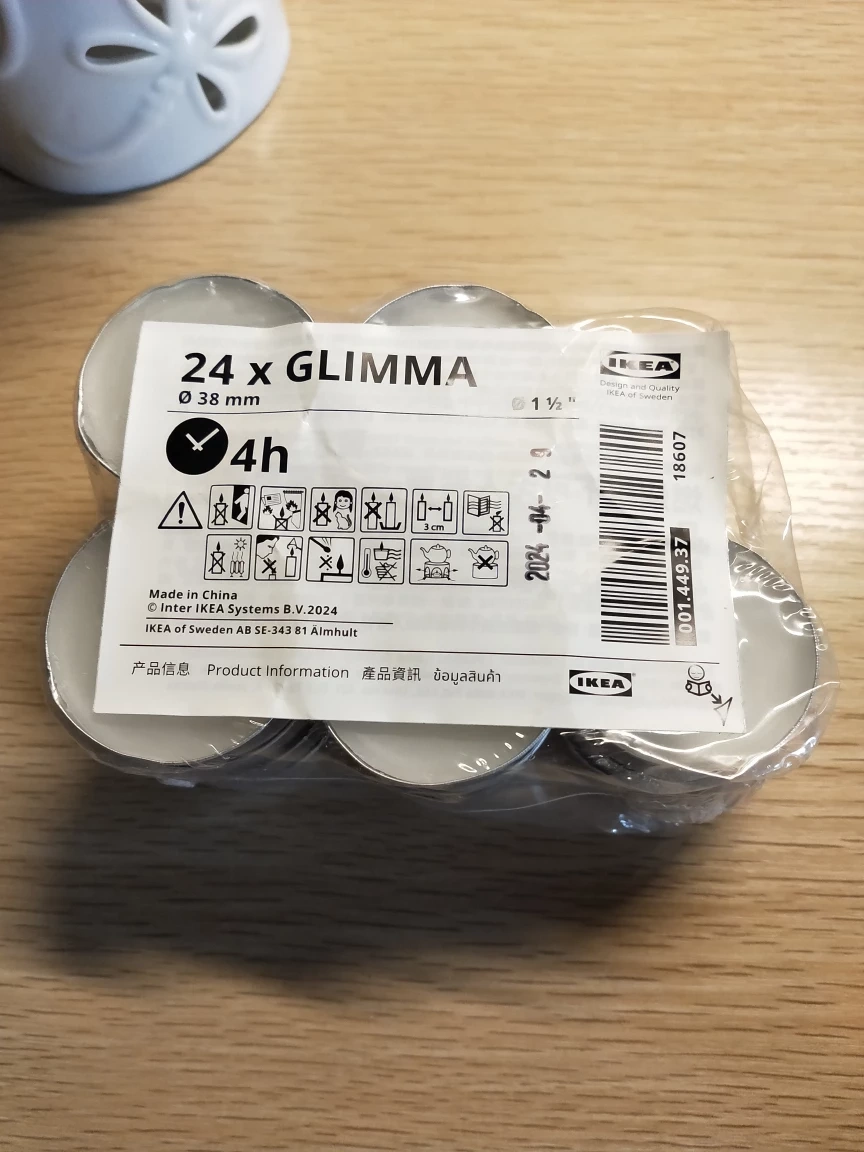 24 x GLIMMA
Ø 38 mm
Ø 1 ½ "
4h
3 cm
2024-04-29
Made in China
© Inter IKEA Systems B.V.2024
IKEA of Sweden AB SE-343 81 Älmhult
IKEA
Design and Quality
IKEA of Sweden
18607
001.449.37
产品信息 Product Information 產品資訊 ข้อมูลสินค้า
IKEA